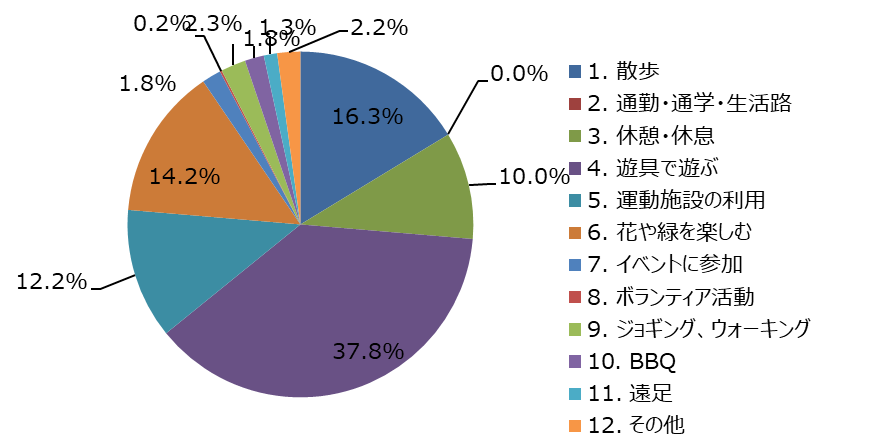 0.2%
2.3%
1.8%
1.3%
2.2%
0.0%
1.8%
16.3%
14.2%
10.0%
12.2%
37.8%
1. 散歩
2. 通勤・通学・生活路
3. 休憩・休息
4. 遊具で遊ぶ
5. 運動施設の利用
6. 花や緑を楽しむ
7. イベントに参加
8. ボランティア活動
9. ジョギング、ウォーキング
10. BBQ
11. 遠足
12. その他